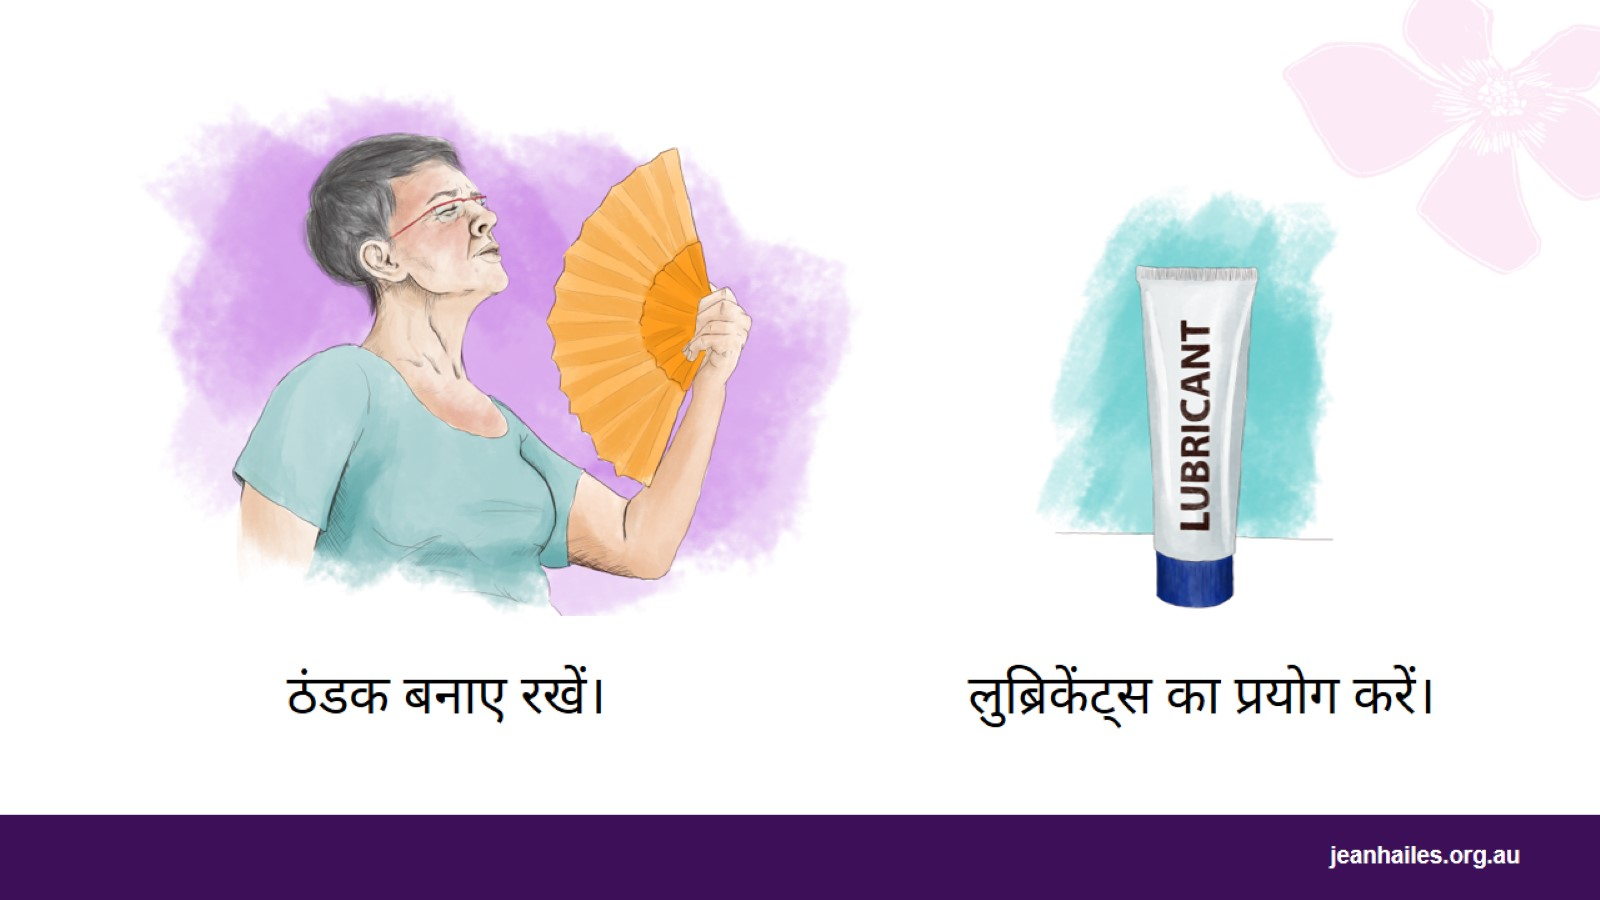 LUBRICANT
ठंडक बनाए रखें।
लुब्रिकेंट्स का प्रयोग करें।
jeanhailes.org.au